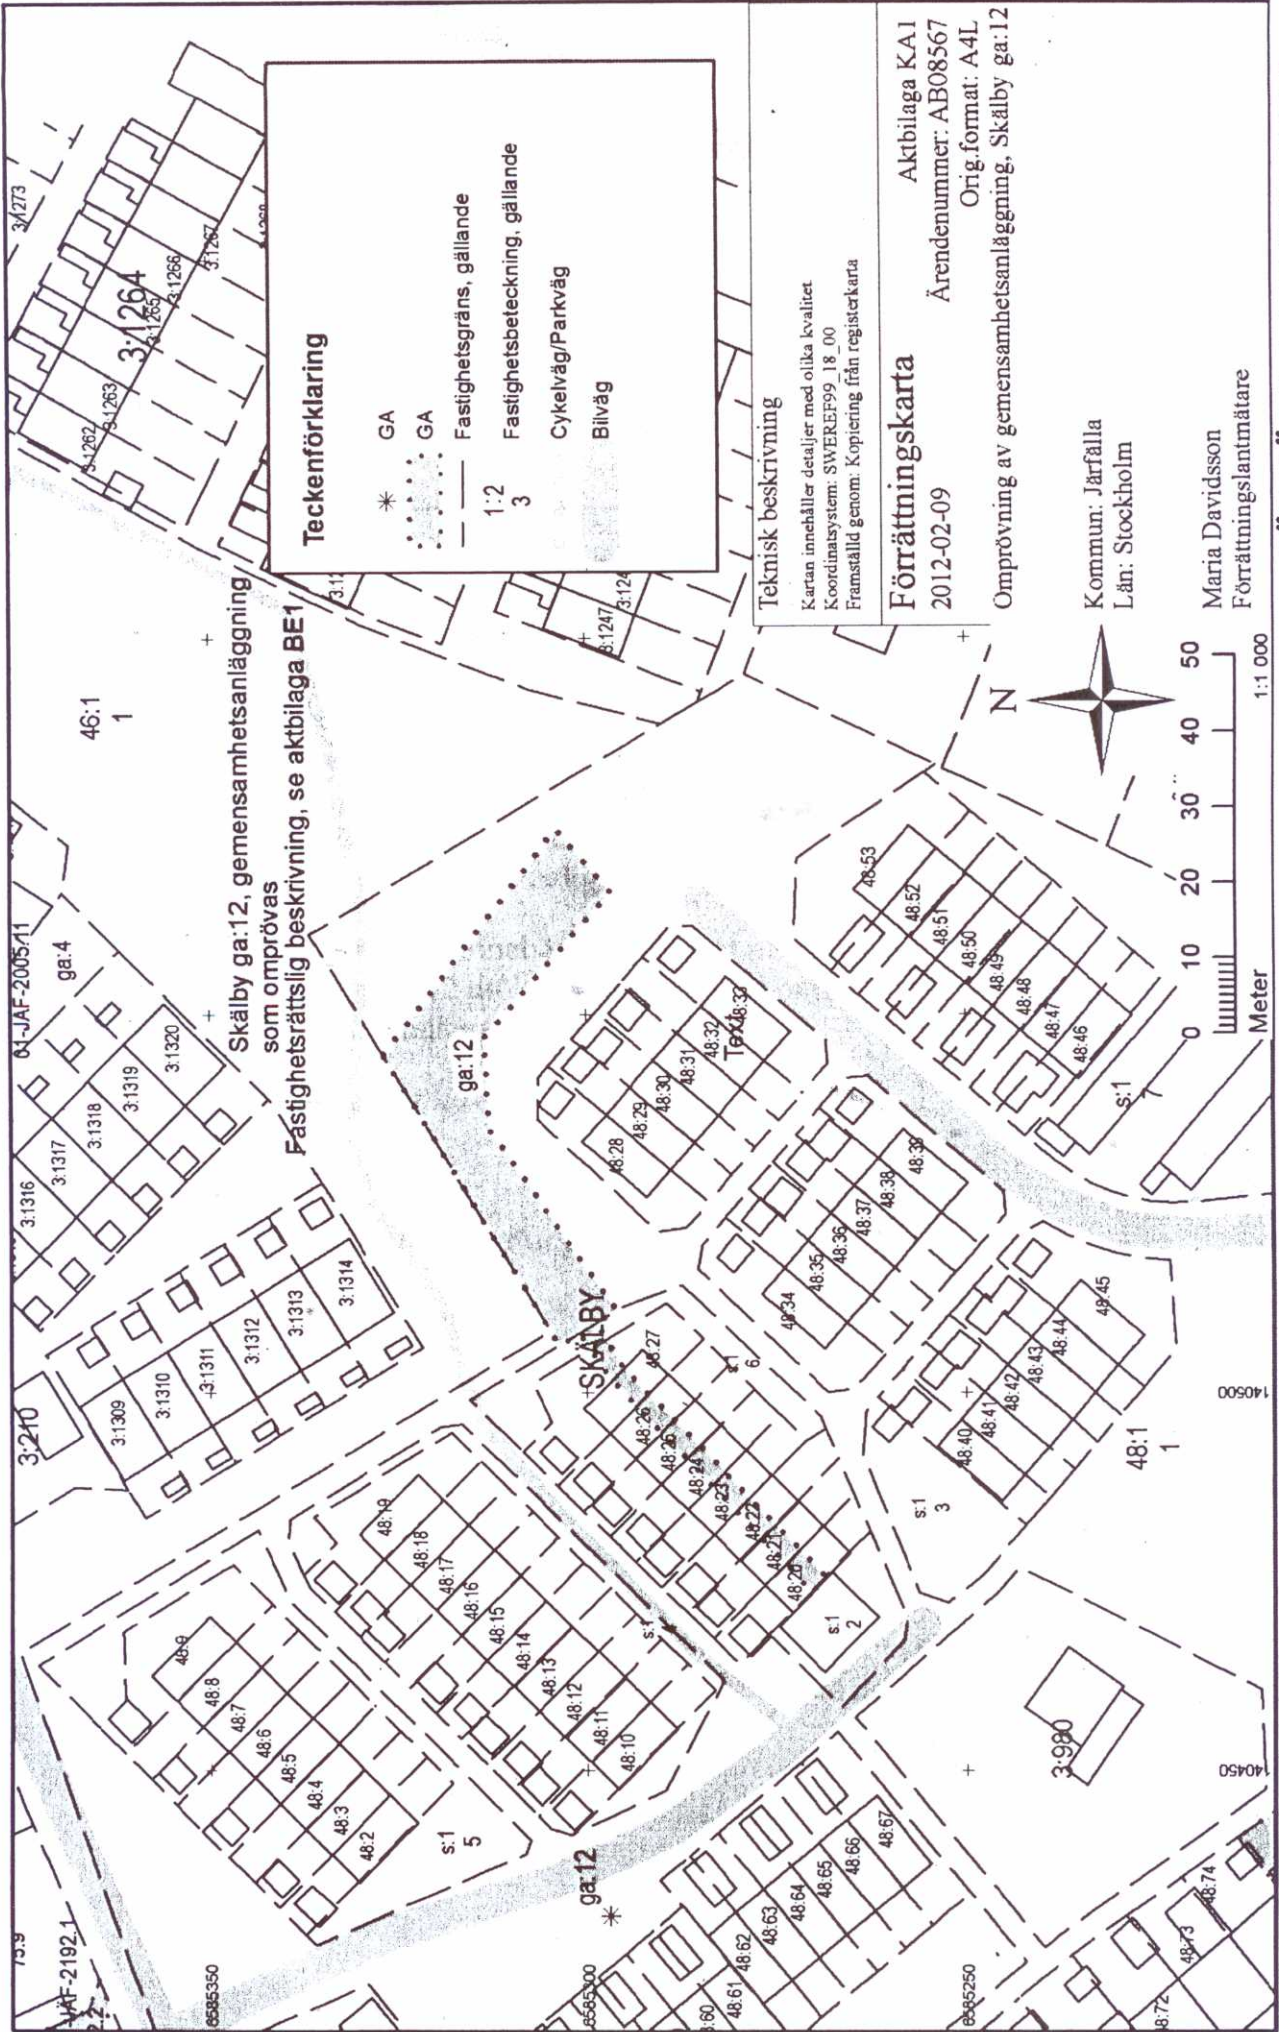 Teckenförklaring
GA
GA
Fastighetsgräns, gällande
1:2
3
Fastighetsbeteckning, gällande
Cykelväg/Parkväg
Bilväg
Teknisk beskrivning
Kartan innehåller detaljer med olika kvalitet
Koordinatsystem: SWEREF99_18_00
Framställd genom: Kopiering från registerkarta
Förrättningskarta
Aktbilaga KA1
2012-02-09
Ärendenummer: AB08567
Orig.format: A4L
Omprövning av gemensamhetsanläggning, Skälby ga:12
Kommun: Järfälla
Län: Stockholm
Maria Davidsson
Förrättningslantmätare
N
0 10 20 30 40 50
Meter
1:1 000
Skälby ga:12, gemensamhetsanläggning
som omprövas
Fastighetsrättslig beskrivning, se aktbilaga BE1
46:1
1
ga:4
3:1273
3:1264
3:1262
3:1263
3:1265
3:1266
3:1267
3:1247
3:210
3:1309
3:1310
3:1311
3:1312
3:1313
3:1314
3:1316
3:1317
3:1318
3:1319
3:1320
6585350
6585300
6585250
48:9
48:8
48:7
48:6
48:5
48:4
48:3
48:2
s:1
5
48:19
48:18
48:17
48:16
48:15
48:14
48:13
48:12
48:11
48:10
s:1
SKÄLBY
ga:12
ga:12
48:27
48:26
48:25
48:24
48:23
48:22
48:21
48:20
s:1
2
s:1
6
48:28
48:29
48:30
48:31
48:32
48:33
Text
48:34
48:35
48:36
48:37
48:38
48:39
48:40
48:41
48:42
48:43
48:44
48:45
s:1
3
48:1
1
48:53
48:52
48:51
48:50
48:49
48:48
48:47
48:46
s:1
7
48:61
48:62
48:63
48:64
48:65
48:66
48:67
3:980
48:73
48:74
140500